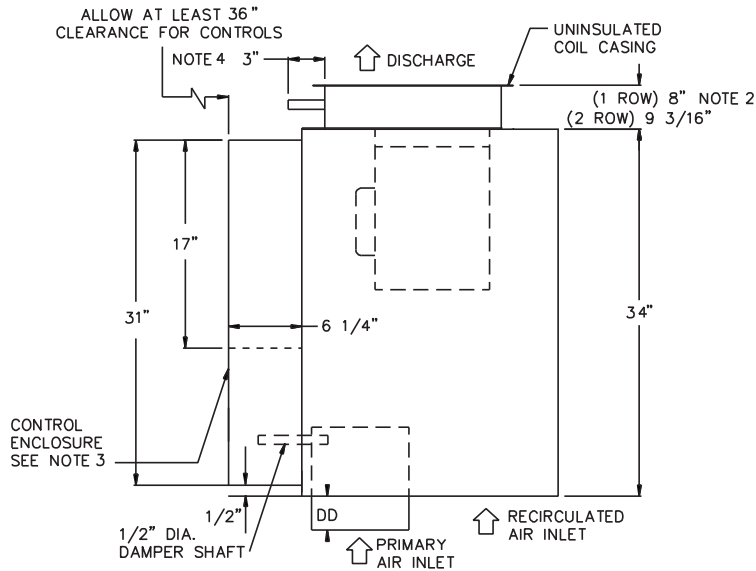 ALLOW AT LEAST 36"
CLEARANCE FOR CONTROLS
NOTE 4 3"
DISCHARGE
UNINSULATED
COIL CASING
(1 ROW) 8" NOTE 2
(2 ROW) 9 3/16"
17"
31"
6 1/4"
34"
CONTROL
ENCLOSURE
SEE NOTE 3
1/2"
DD
1/2" DIA.
DAMPER SHAFT
PRIMARY
AIR INLET
RECIRCULATED
AIR INLET